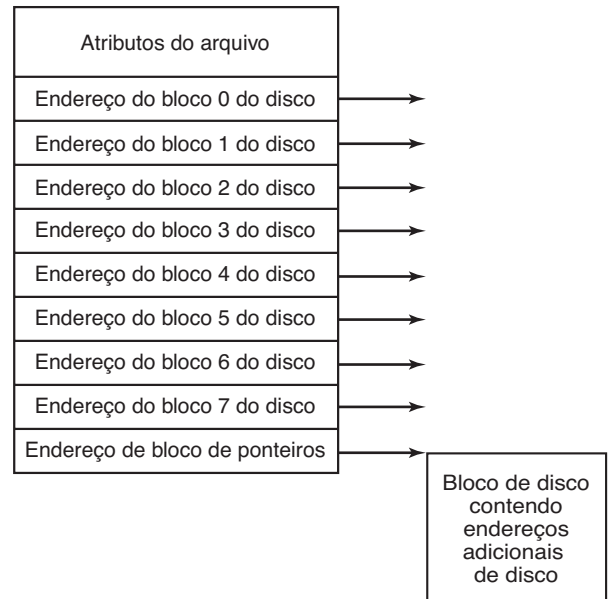 Atributos do arquivo
Endereço do bloco 0 do disco
Endereço do bloco 1 do disco
Endereço do bloco 2 do disco
Endereço do bloco 3 do disco
Endereço do bloco 4 do disco
Endereço do bloco 5 do disco
Endereço do bloco 6 do disco
Endereço do bloco 7 do disco
Endereço de bloco de ponteiros
Bloco de disco
contendo
endereços
adicionais
de disco